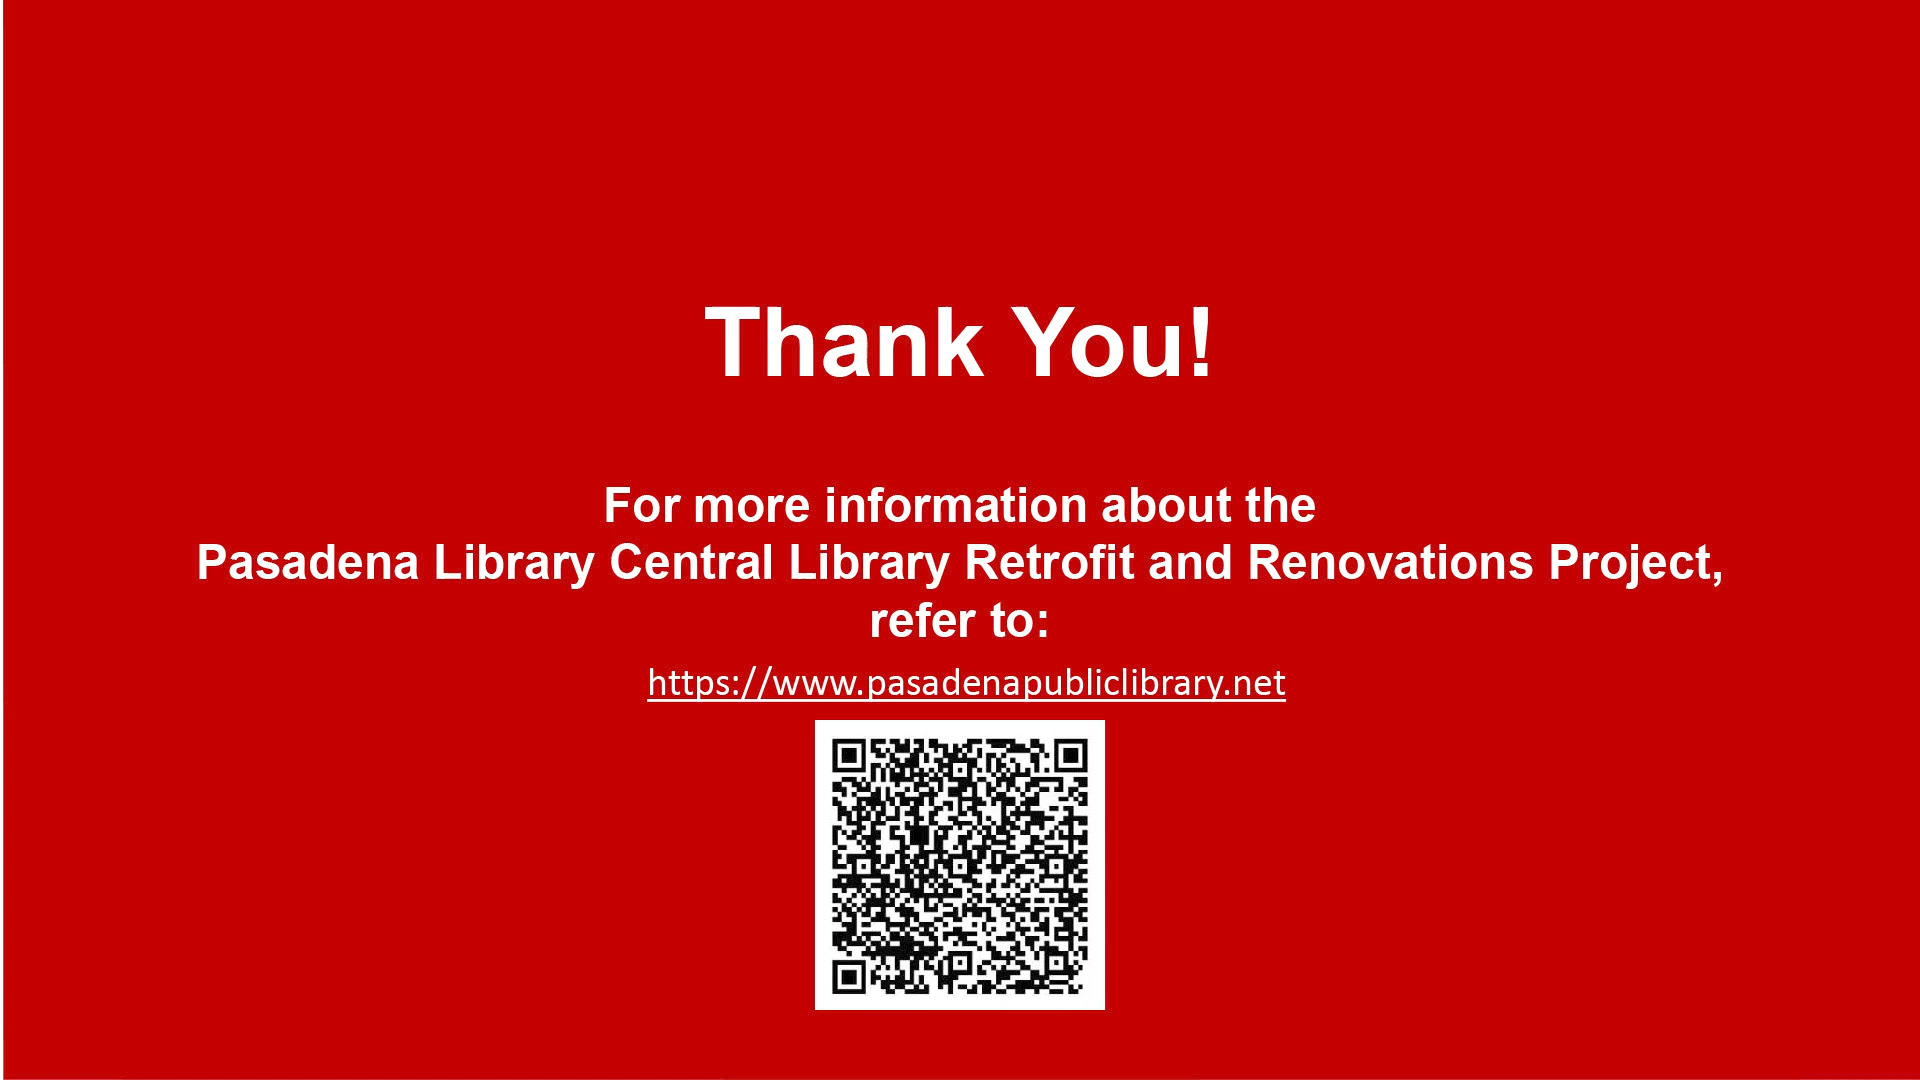 Thank You!
For more information about the
Pasadena Library Central Library Retrofit and Renovations Project,
refer to:
https://www.pasadenapubliclibrary.net